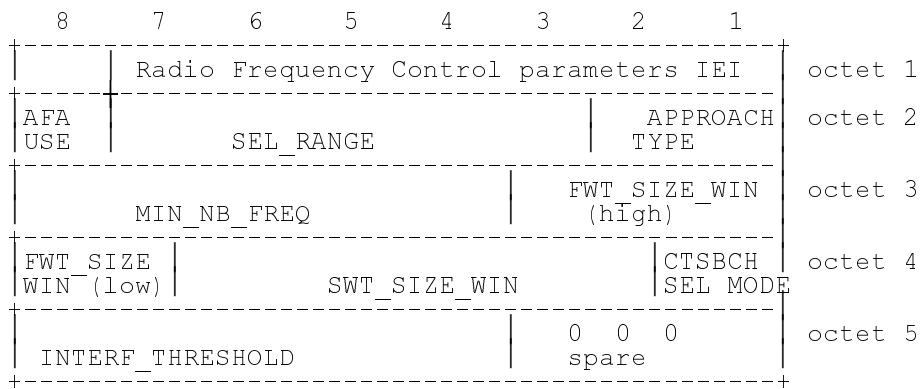 8 7 6 5 4 3 2 1
Radio Frequency Control parameters IEI octet 1
AFA APPROACH octet 2
USE SEL_RANGE TYPE
FWT_SIZE_WIN octet 3
MIN_NB_FREQ (high)
FWT_SIZE CTSBCH octet 4
WIN (low) SWT_SIZE_WIN SEL MODE
0 0 0 octet 5
INTERF_THRESHOLD spare